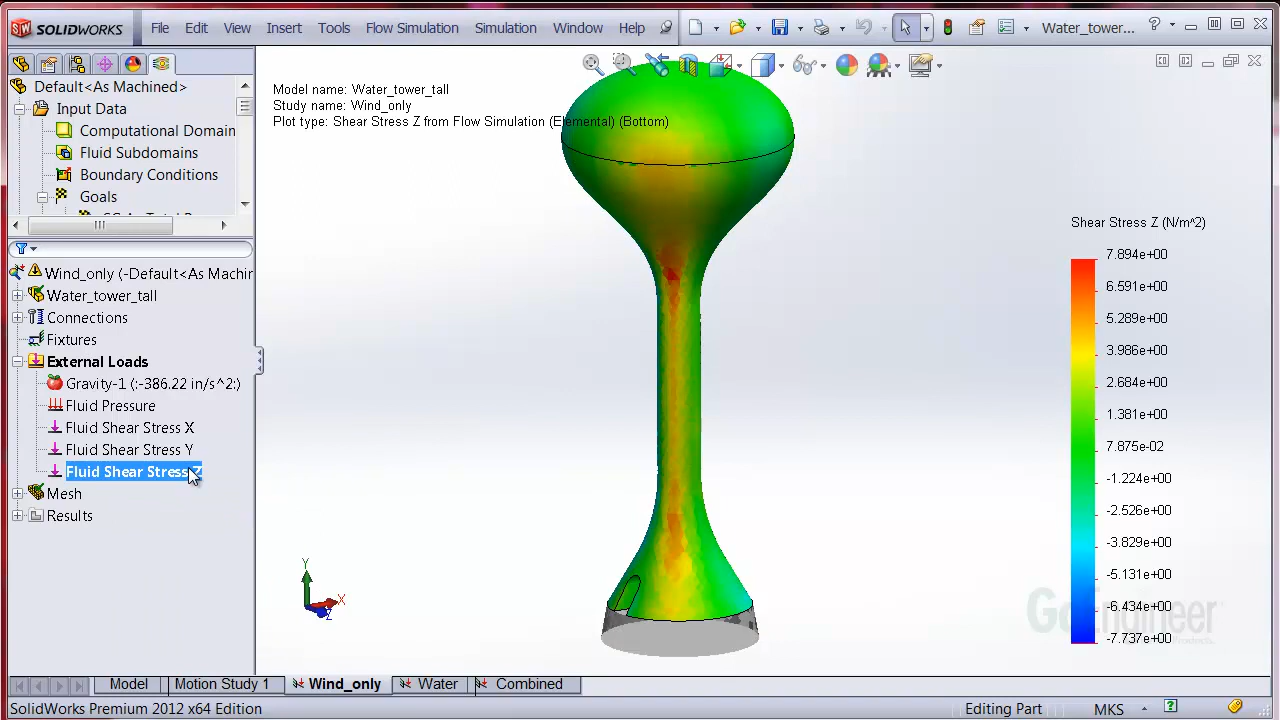 SOLIDWORKS File Edit View Insert Tools Flow Simulation Simulation Window Help Water_tower...
Default<As Machined>
Input Data
Computational Domain
Fluid Subdomains
Boundary Conditions
Goals
Wind_only (-Default<As Machin
Water_tower_tall
Connections
Fixtures
External Loads
Gravity-1 (:-386.22 in/s^2:)
Fluid Pressure
Fluid Shear Stress X
Fluid Shear Stress Y
Fluid Shear Stress Z
Mesh
Results
Model name: Water_tower_tall
Study name: Wind_only
Plot type: Shear Stress Z from Flow Simulation (Elemental) (Bottom)
Shear Stress Z (N/m^2)
7.894e+00
6.591e+00
5.289e+00
3.986e+00
2.684e+00
1.381e+00
7.875e-02
-1.224e+00
-2.526e+00
-3.829e+00
-5.131e+00
-6.434e+00
-7.737e+00
Y
X
Z
GoEngineer
Model Motion Study 1 Wind_only Water Combined
SolidWorks Premium 2012 x64 Edition Editing Part MKS